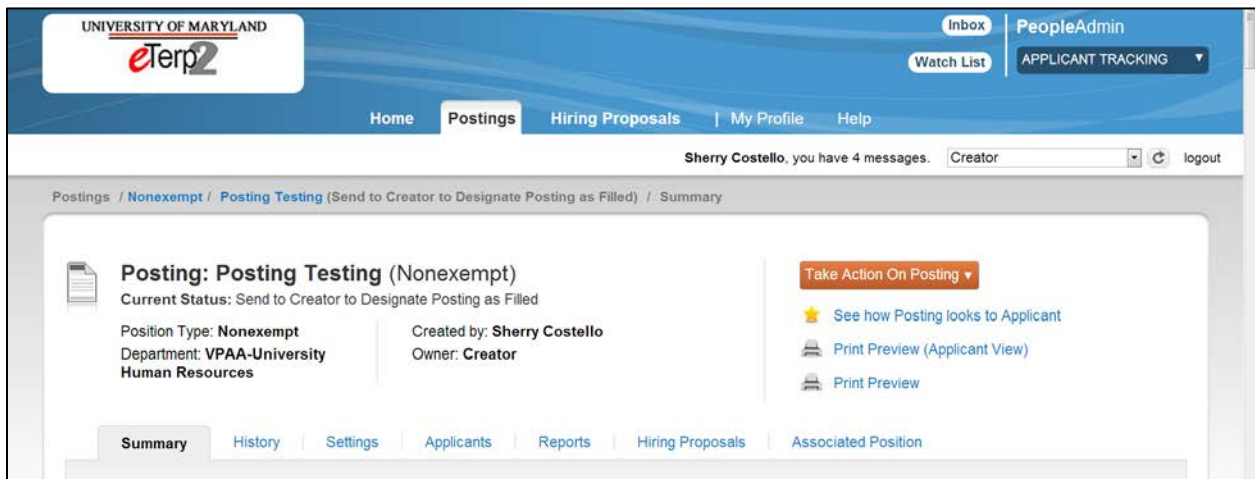 UNIVERSITY OF MARYLAND
eTerp2
Inbox
PeopleAdmin
Watch List
APPLICANT TRACKING
Home Postings Hiring Proposals | My Profile Help
Sherry Costello, you have 4 messages. Creator logout
Postings / Nonexempt / Posting Testing (Send to Creator to Designate Posting as Filled) / Summary
Posting: Posting Testing (Nonexempt)
Current Status: Send to Creator to Designate Posting as Filled
Position Type: Nonexempt
Department: VPAA-University
Human Resources
Created by: Sherry Costello
Owner: Creator
Take Action On Posting
See how Posting looks to Applicant
Print Preview (Applicant View)
Print Preview
Summary History Settings Applicants Reports Hiring Proposals Associated Position